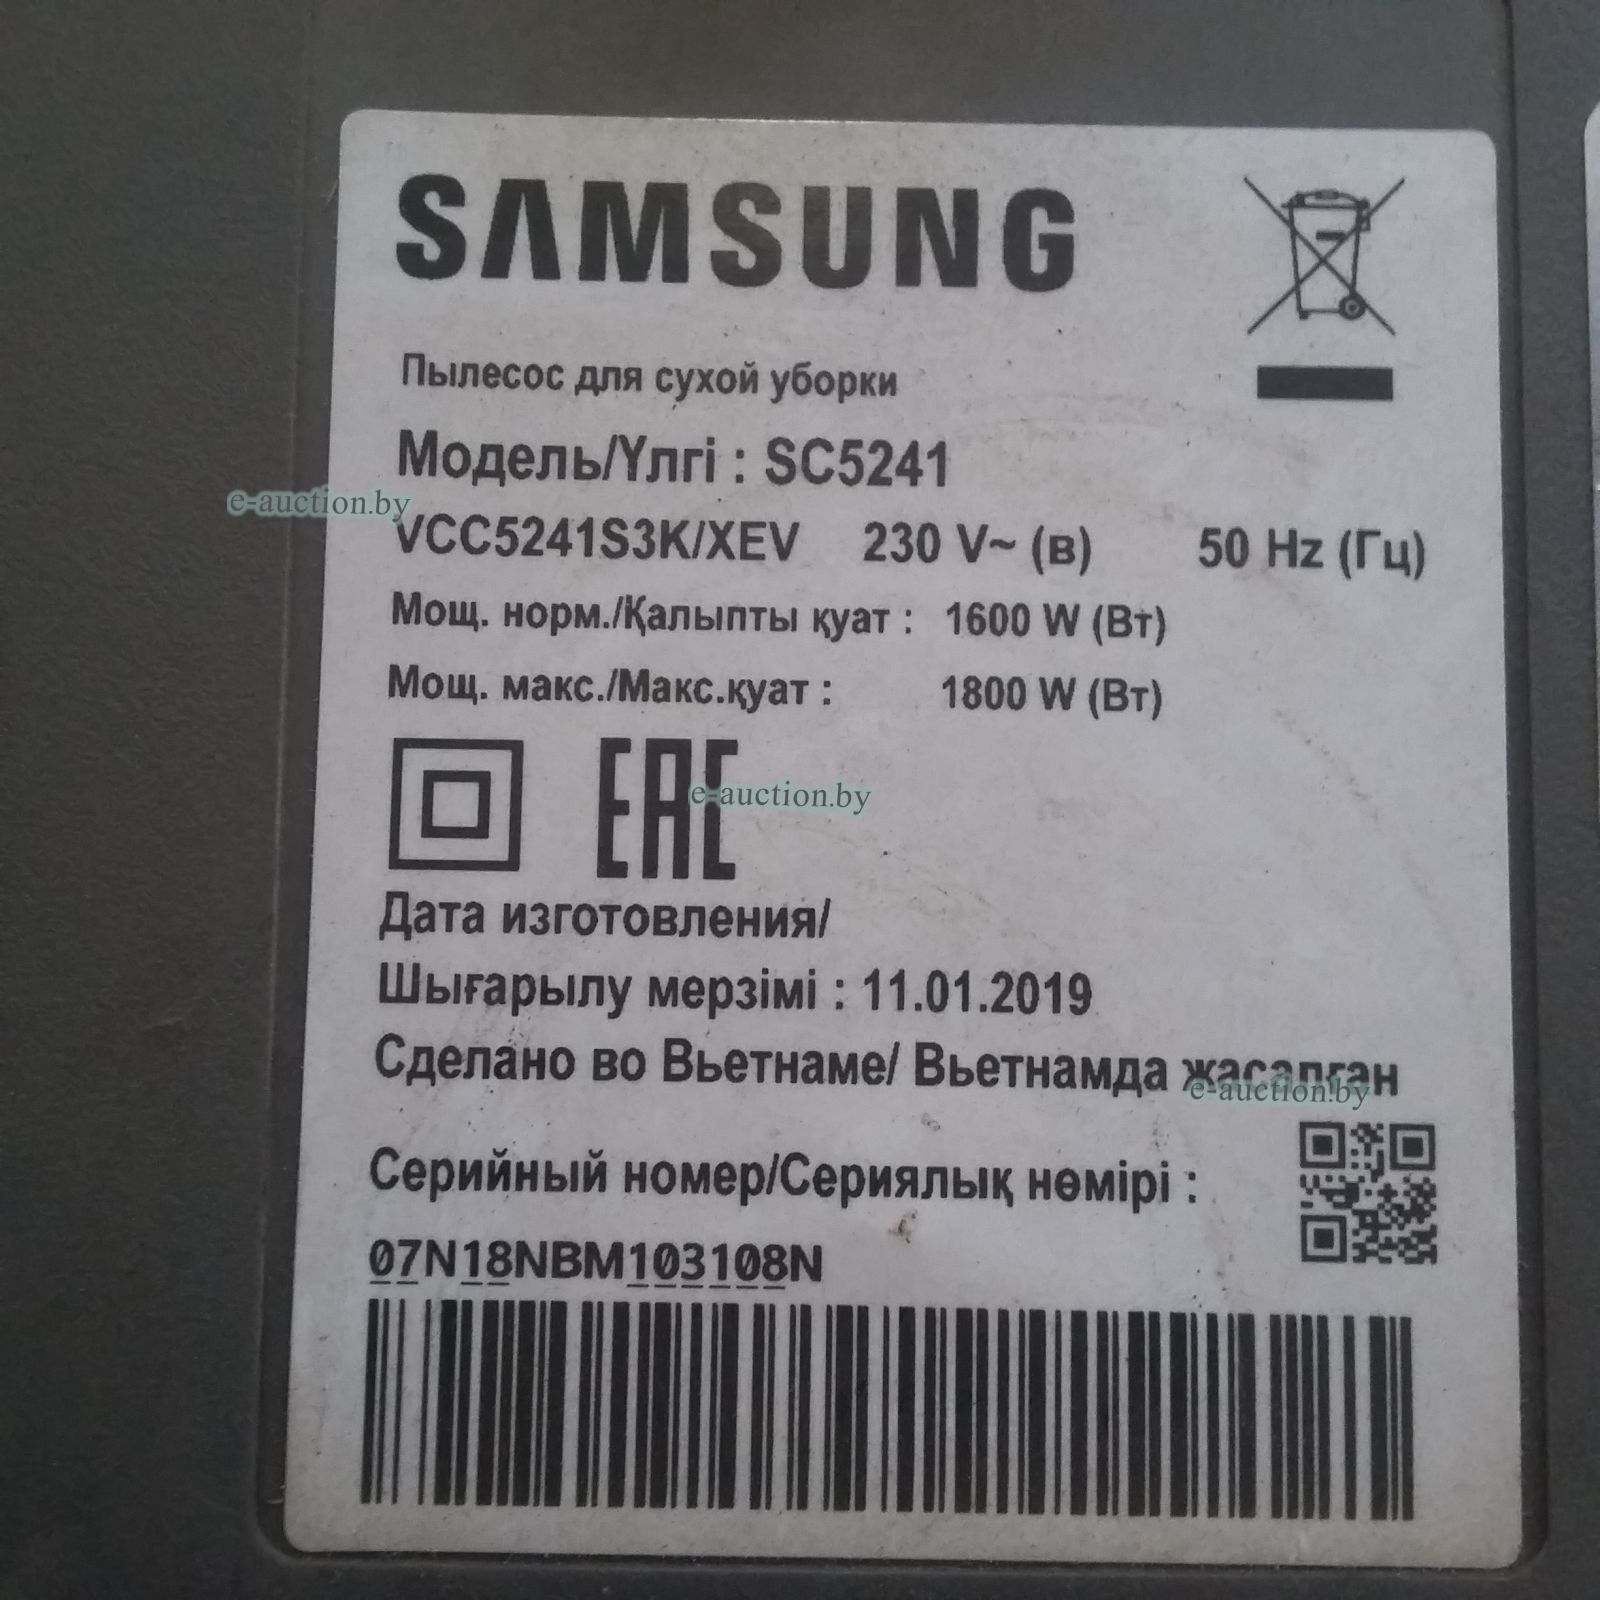 SAMSUNG
Пылесос для сухой уборки
Модель/Үлгі : SC5241
e-auction.by
VCC5241S3K/XEV 230 V~ (в) 50 Hz (Гц)
Мощ. норм./Қалыпты қуат : 1600 W (Вт)
Мощ. макс./Макс.қуат : 1800 W (Вт)
EAC
e-auction.by
Дата изготовления/
Шығарылу мерзімі : 11.01.2019
Сделано во Вьетнаме/ Вьетнамда жасалған
e-auction.by
Серийный номер/Сериялық нөмірі :
07N18NBM103108N